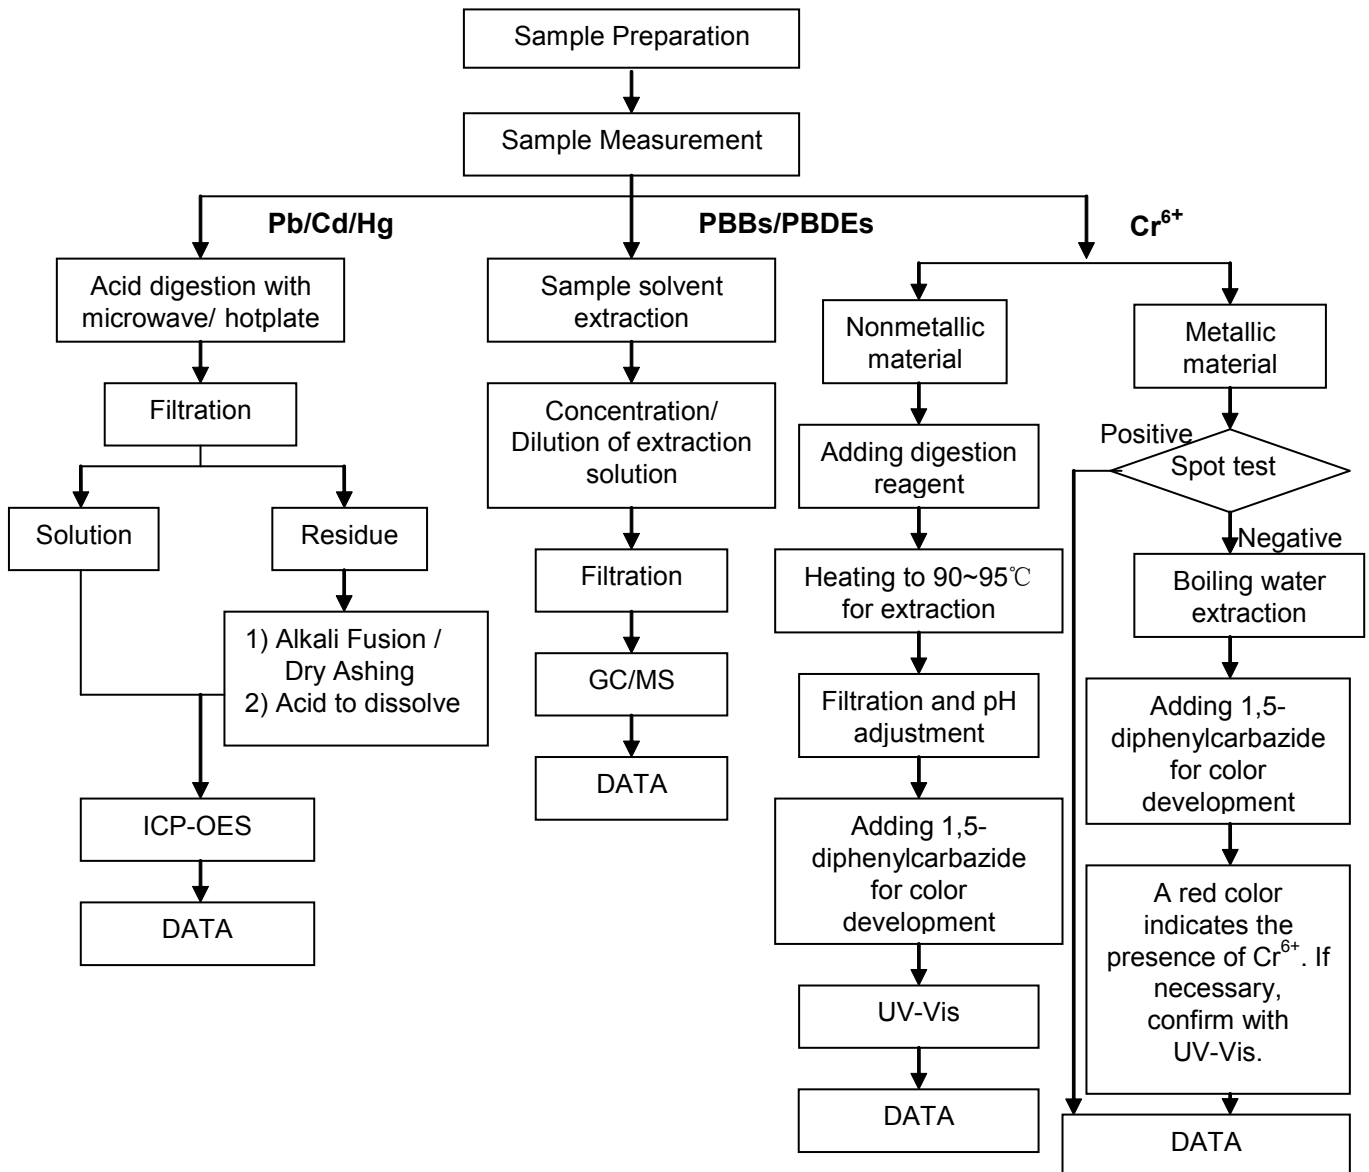 Sample Preparation
Sample Measurement
Pb/Cd/Hg
PBBs/PBDEs
Cr⁶⁺
Acid digestion with
microwave/ hotplate
Filtration
Solution
Residue
1) Alkali Fusion /
Dry Ashing
2) Acid to dissolve
ICP-OES
DATA
Sample solvent
extraction
Concentration/
Dilution of extraction
solution
Filtration
GC/MS
DATA
Nonmetallic
material
Adding digestion
reagent
Heating to 90~95℃
for extraction
Filtration and pH
adjustment
Adding 1,5-
diphenylcarbazide
for color
development
UV-Vis
DATA
Metallic
material
Positive
Spot test
Negative
Boiling water
extraction
Adding 1,5-
diphenylcarbazide
for color
development
A red color
indicates the
presence of Cr⁶⁺. If
necessary,
confirm with
UV-Vis.
DATA